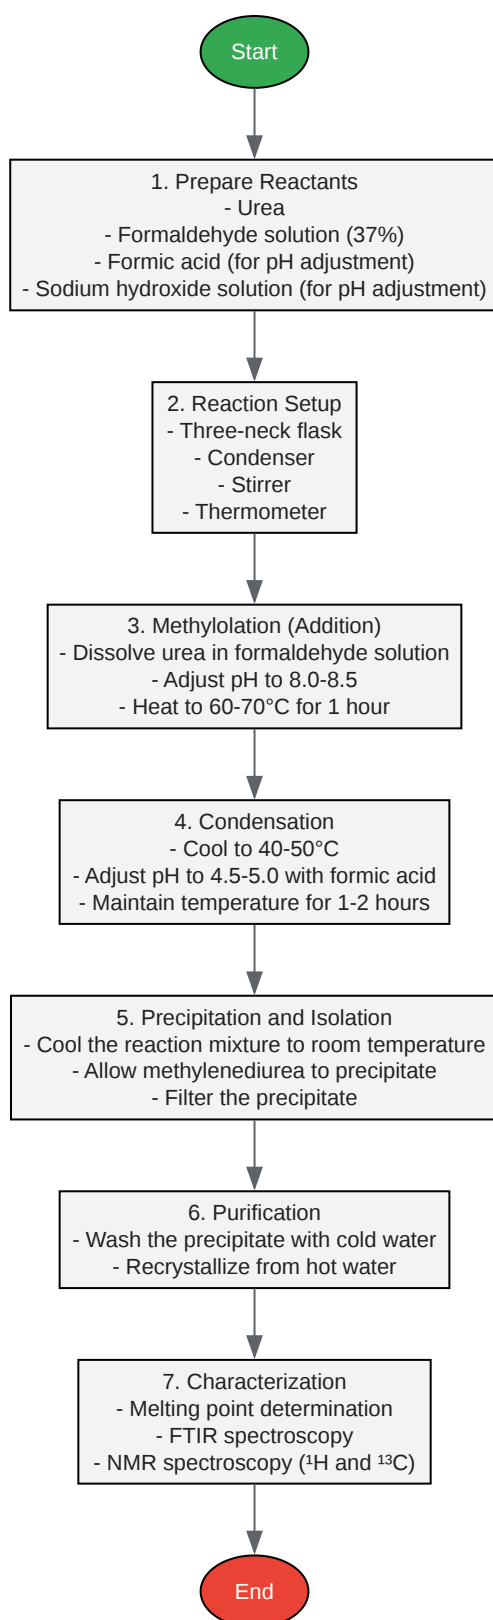 Start
1. Prepare Reactants
- Urea
- Formaldehyde solution (37%)
- Formic acid (for pH adjustment)
- Sodium hydroxide solution (for pH adjustment)
2. Reaction Setup
- Three-neck flask
- Condenser
- Stirrer
- Thermometer
3. Methylolation (Addition)
- Dissolve urea in formaldehyde solution
- Adjust pH to 8.0-8.5
- Heat to 60-70°C for 1 hour
4. Condensation
- Cool to 40-50°C
- Adjust pH to 4.5-5.0 with formic acid
- Maintain temperature for 1-2 hours
5. Precipitation and Isolation
- Cool the reaction mixture to room temperature
- Allow methylenediurea to precipitate
- Filter the precipitate
6. Purification
- Wash the precipitate with cold water
- Recrystallize from hot water
7. Characterization
- Melting point determination
- FTIR spectroscopy
- NMR spectroscopy (¹H and ¹³C)
End